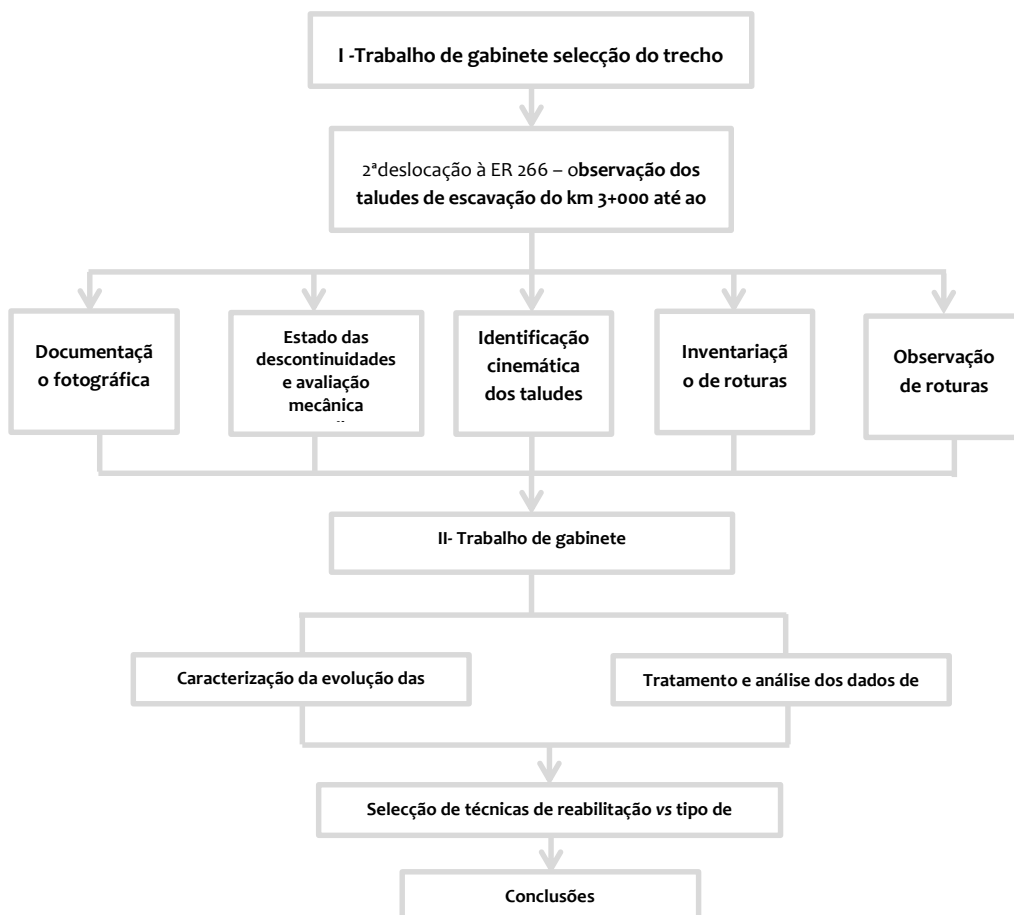 I -Trabalho de gabinete selecção do trecho
2ªdeslocação à ER 266 – observação dos
taludes de escavação do km 3+000 até ao
Documentaçã
o fotográfica
Estado das
descontinuidades
e avaliação
mecânica
Identificação
cinemática
dos taludes
Inventariaçã
o de roturas
Observação
de roturas
II- Trabalho de gabinete
Caracterização da evolução das
Tratamento e análise dos dados de
Selecção de técnicas de reabilitação vs tipo de
Conclusões